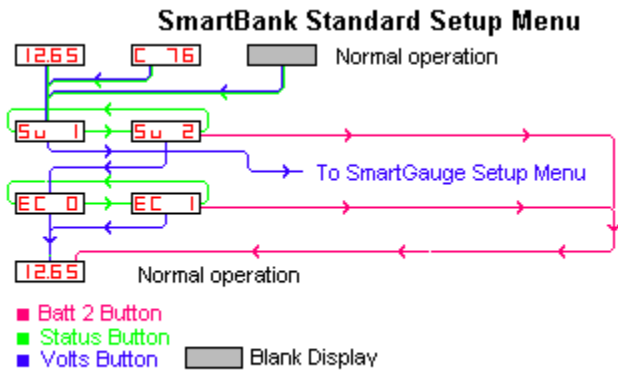 SmartBank Standard Setup Menu
12.65 C 76 Normal operation
Su 1 Su 2
To SmartGauge Setup Menu
EC 0 EC 1
12.65 Normal operation
Batt 2 Button
Status Button
Volts Button Blank Display